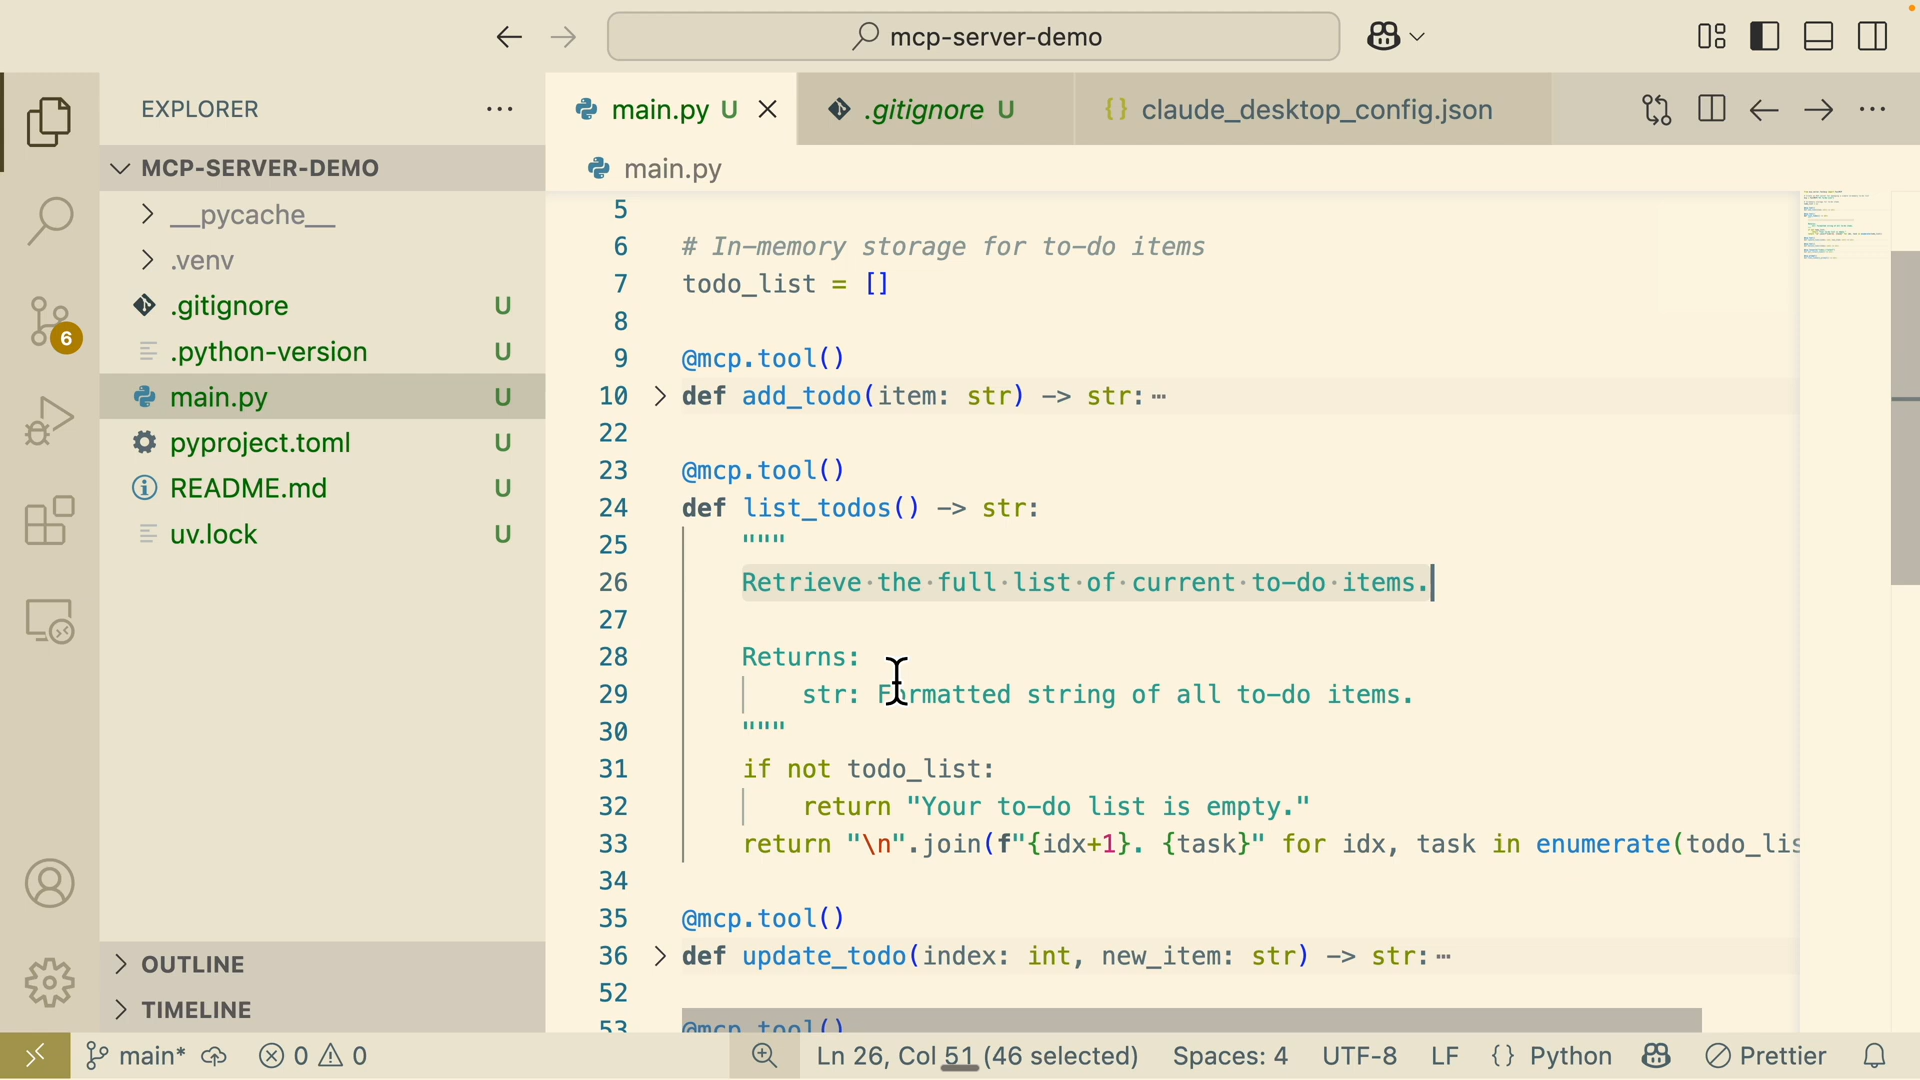 mcp-server-demo
EXPLORER
MCP-SERVER-DEMO
__pycache__
.venv
.gitignore U
.python-version U
main.py U
pyproject.toml U
README.md U
uv.lock U
OUTLINE
TIMELINE
6
main.py U
.gitignore U
{} claude_desktop_config.json
main.py
5
6 # In-memory storage for to-do items
7 todo_list = []
8
9 @mcp.tool()
10 def add_todo(item: str) -> str:⋯
22
23 @mcp.tool()
24 def list_todos() -> str:
25 """
26 Retrieve·the·full·list·of·current·to-do·items.
27
28 Returns:
29 str: Formatted string of all to-do items.
30 """
31 if not todo_list:
32 return "Your to-do list is empty."
33 return "\n".join(f"{idx+1}. {task}" for idx, task in enumerate(todo_lis
34
35 @mcp.tool()
36 def update_todo(index: int, new_item: str) -> str:⋯
52
53 @mcp.tool()
main* 0 0 Ln 26, Col 51 (46 selected) Spaces: 4 UTF-8 LF {} Python Prettier